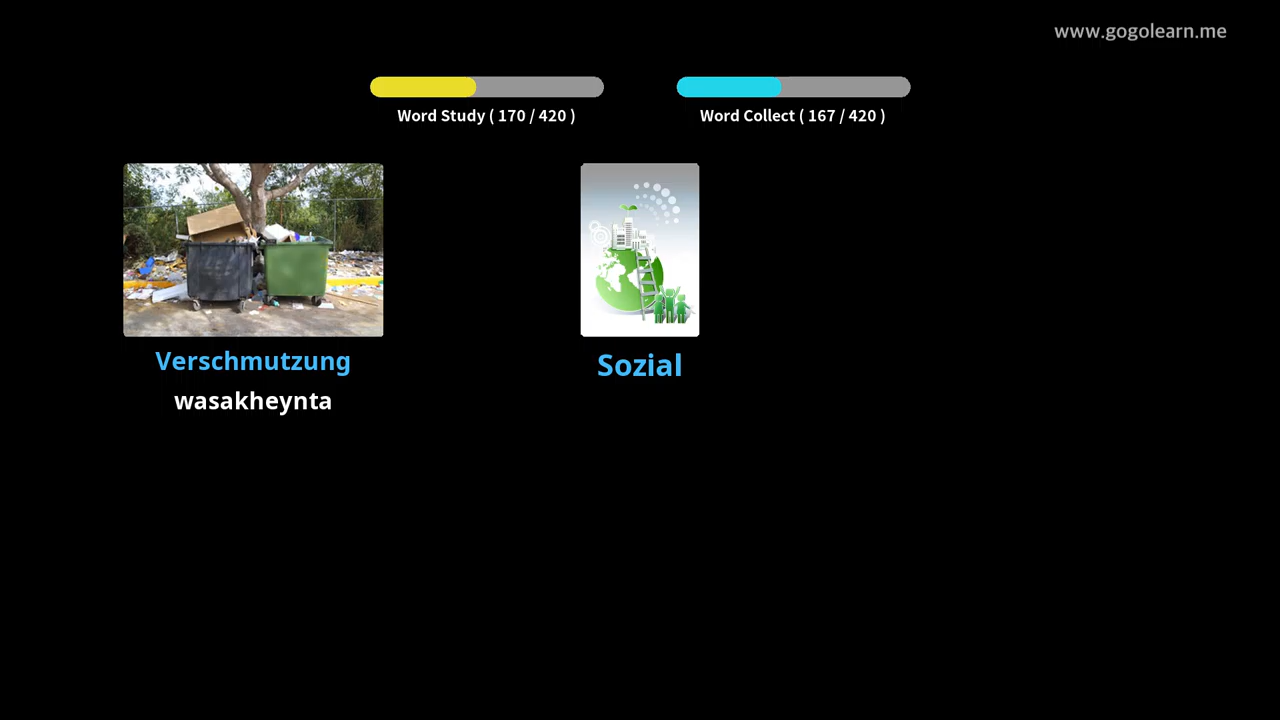 www.gogolearn.me
Word Study ( 170 / 420 )
Word Collect ( 167 / 420 )
Verschmutzung
wasakheynta
Sozial